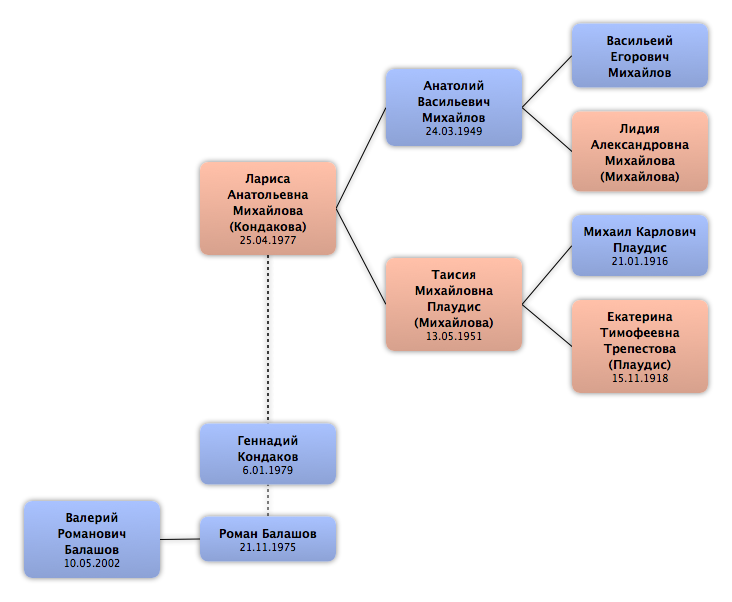 Васильеий
Егорович
Михайлов
Анатолий
Васильевич
Михайлов
24.03.1949
Лидия
Александровна
Михайлова
(Михайлова)
Лариса
Анатольевна
Михайлова
(Кондакова)
25.04.1977
Михаил Карлович
Плаудис
21.01.1916
Таисия
Михайловна
Плаудис
(Михайлова)
13.05.1951
Екатерина
Тимофеевна
Трепестова
(Плаудис)
15.11.1918
Геннадий
Кондаков
6.01.1979
Валерий
Романович
Балашов
10.05.2002
Роман Балашов
21.11.1975